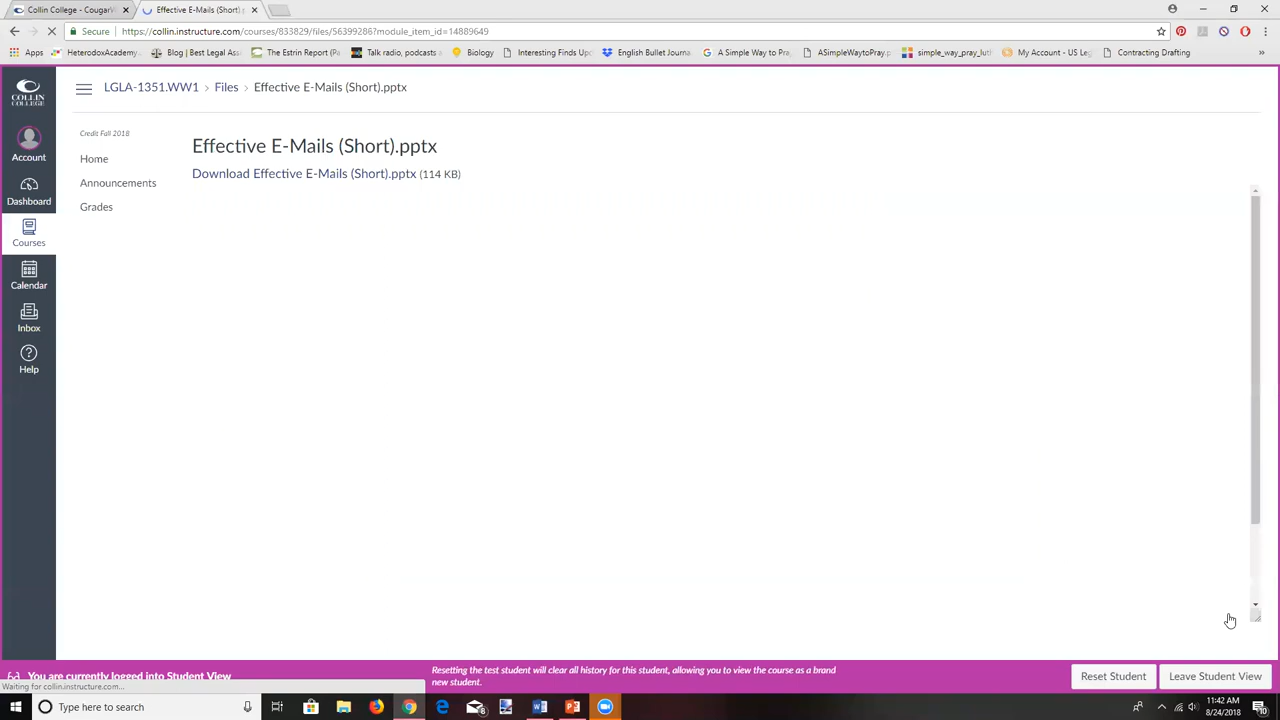 Collin College - CougarW
Effective E-Mails (Short).p
Secure
https://collin.instructure.com/courses/833829/files/56399286?module_item_id=14889649
Apps
HeterodoxAcademy.
Blog | Best Legal Assi
The Estrin Report (Pa
Talk radio, podcasts a
Biology
Interesting Finds Upd
English Bullet Journa
A Simple Way to Pr
ASimpleWaytoPray.p
simple_way_pray_luth
My Account - US Leg
Contracting Drafting
»
COLLIN
COLLEGE
Account
Dashboard
Courses
Calendar
Inbox
Help
LGLA-1351.WW1 > Files > Effective E-Mails (Short).pptx
Credit Fall 2018
Home
Announcements
Grades
Effective E-Mails (Short).pptx
Download Effective E-Mails (Short).pptx (114 KB)
You are currently logged into Student View
Waiting for collin.instructure.com...
Resetting the test student will clear all history for this student, allowing you to view the course as a brand
new student.
Reset Student
Leave Student View
Type here to search
11:42 AM
8/24/2018